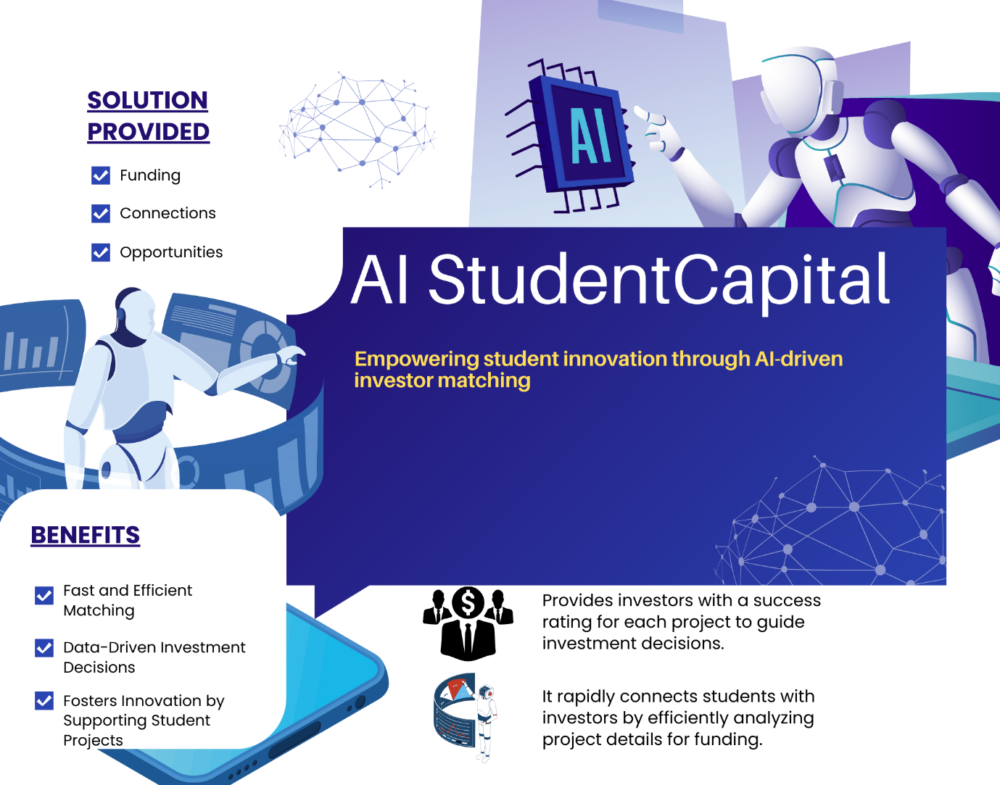 SOLUTION
PROVIDED
Funding
Connections
Opportunities
AI
AI StudentCapital
Empowering student innovation through AI-driven
investor matching
BENEFITS
Fast and Efficient
Matching
Data-Driven Investment
Decisions
Fosters Innovation by
Supporting Student
Projects
$
Provides investors with a success
rating for each project to guide
investment decisions.
It rapidly connects students with
investors by efficiently analyzing
project details for funding.